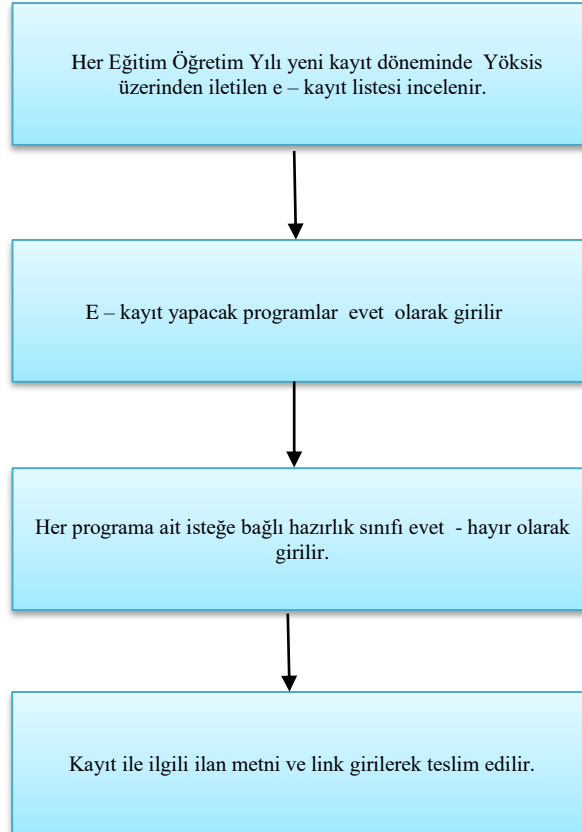 Her Eğitim Öğretim Yılı yeni kayıt döneminde Yöksis
üzerinden iletilen e – kayıt listesi incelenir.
E – kayıt yapacak programlar evet olarak girilir
Her programa ait isteğe bağlı hazırlık sınıfı evet - hayır olarak
girilir.
Kayıt ile ilgili ilan metni ve link girilerek teslim edilir.